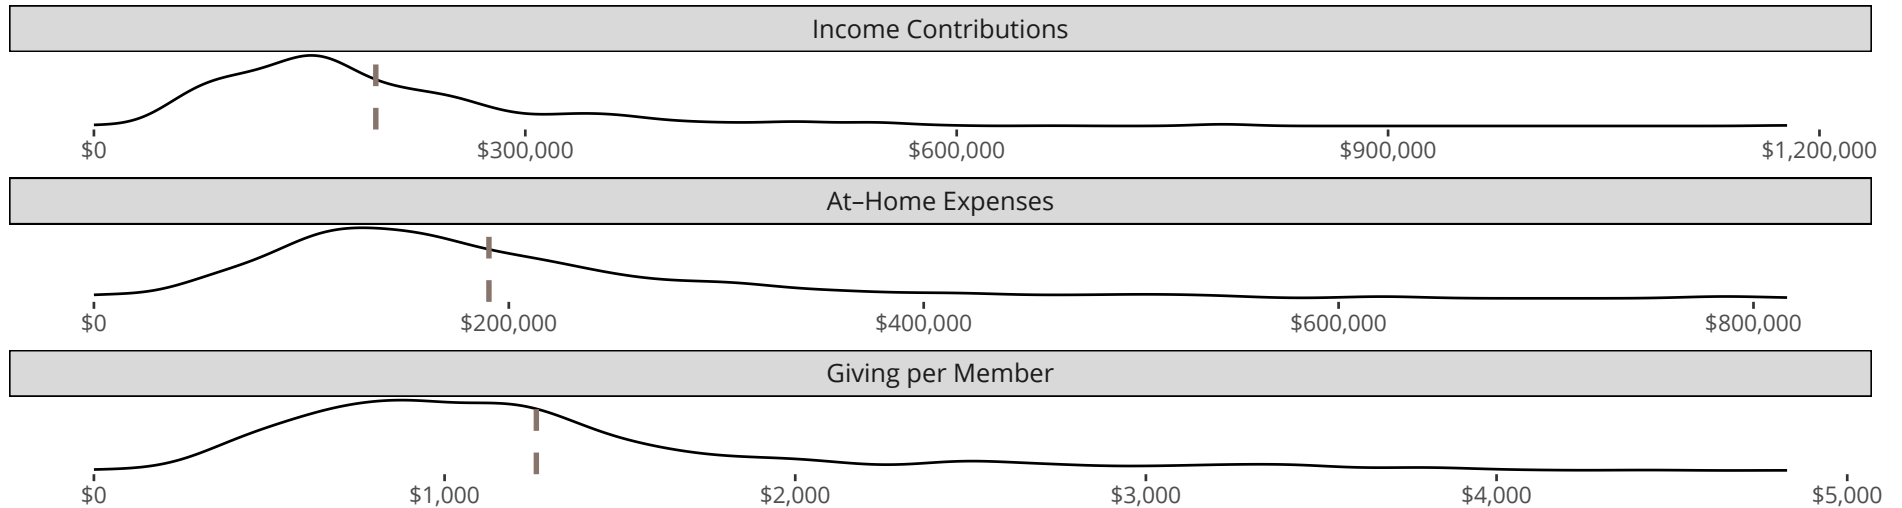 Income Contributions
$0 $300,000 $600,000 $900,000 $1,200,000
At–Home Expenses
$0 $200,000 $400,000 $600,000 $800,000
Giving per Member
$0 $1,000 $2,000 $3,000 $4,000 $5,000